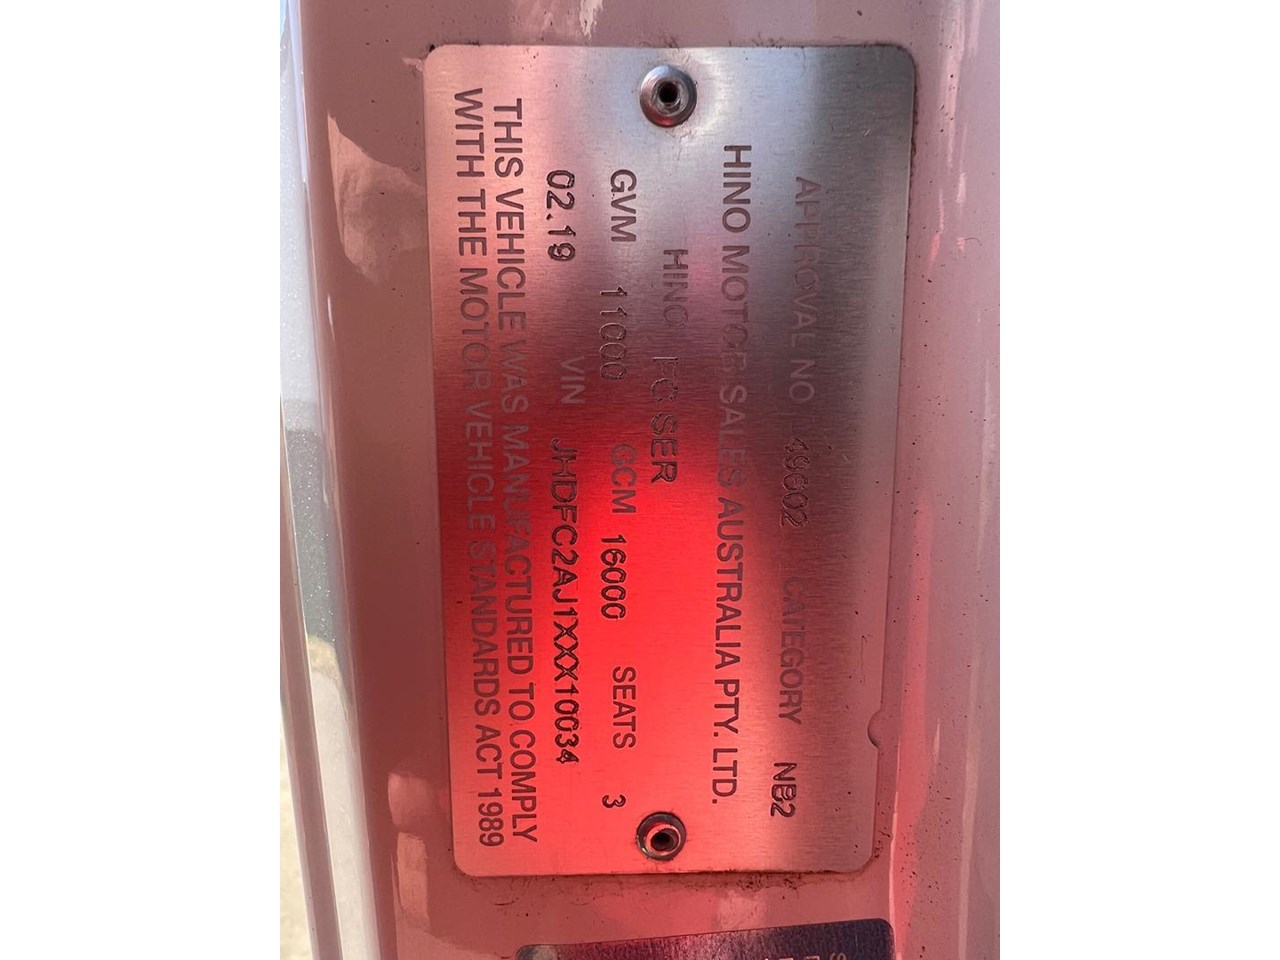 APPROVAL NO 49602 CATEGORY NB2
HINO MOTOR SALES AUSTRALIA PTY. LTD.
HINO FC SER
GVM 11000 GCM 16000 SEATS 3
02.19 VIN JHDFC2AJ1XXX10034
THIS VEHICLE WAS MANUFACTURED TO COMPLY
WITH THE MOTOR VEHICLE STANDARDS ACT 1989